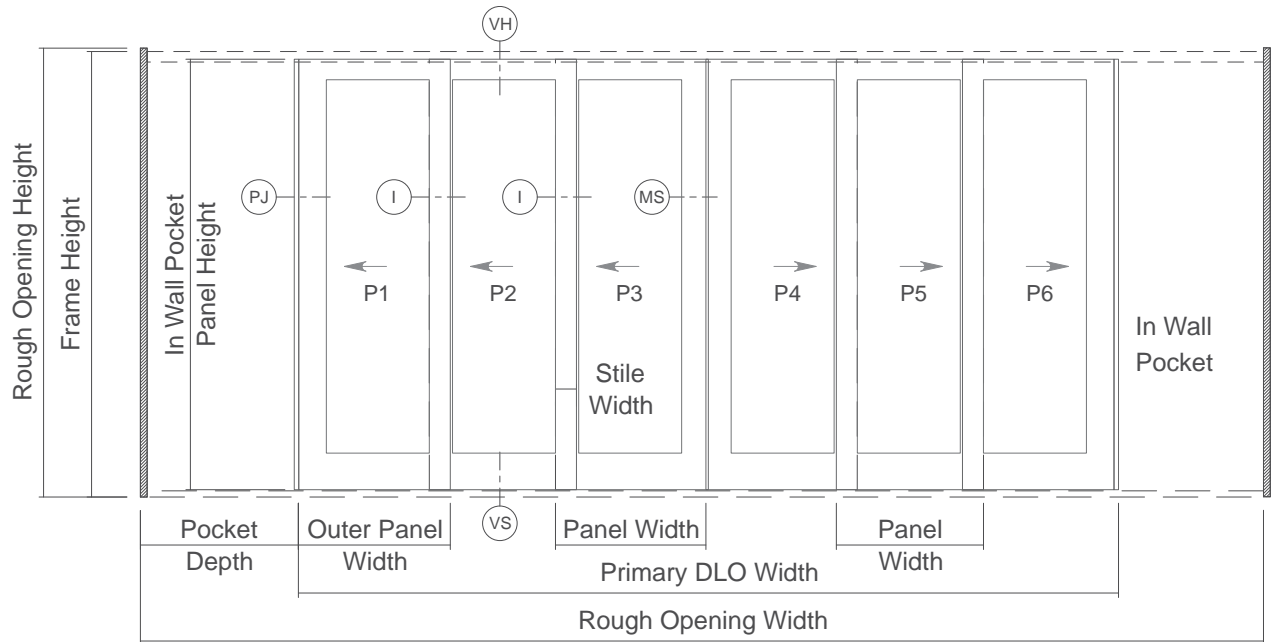 VH
Rough Opening Height
Frame Height
In Wall Pocket
Panel Height
PJ
I
I
MS
P1
P2
P3
P4
P5
P6
In Wall
Pocket
Stile
Width
VS
Pocket
Depth
Outer Panel
Width
Panel Width
Panel
Width
Primary DLO Width
Rough Opening Width